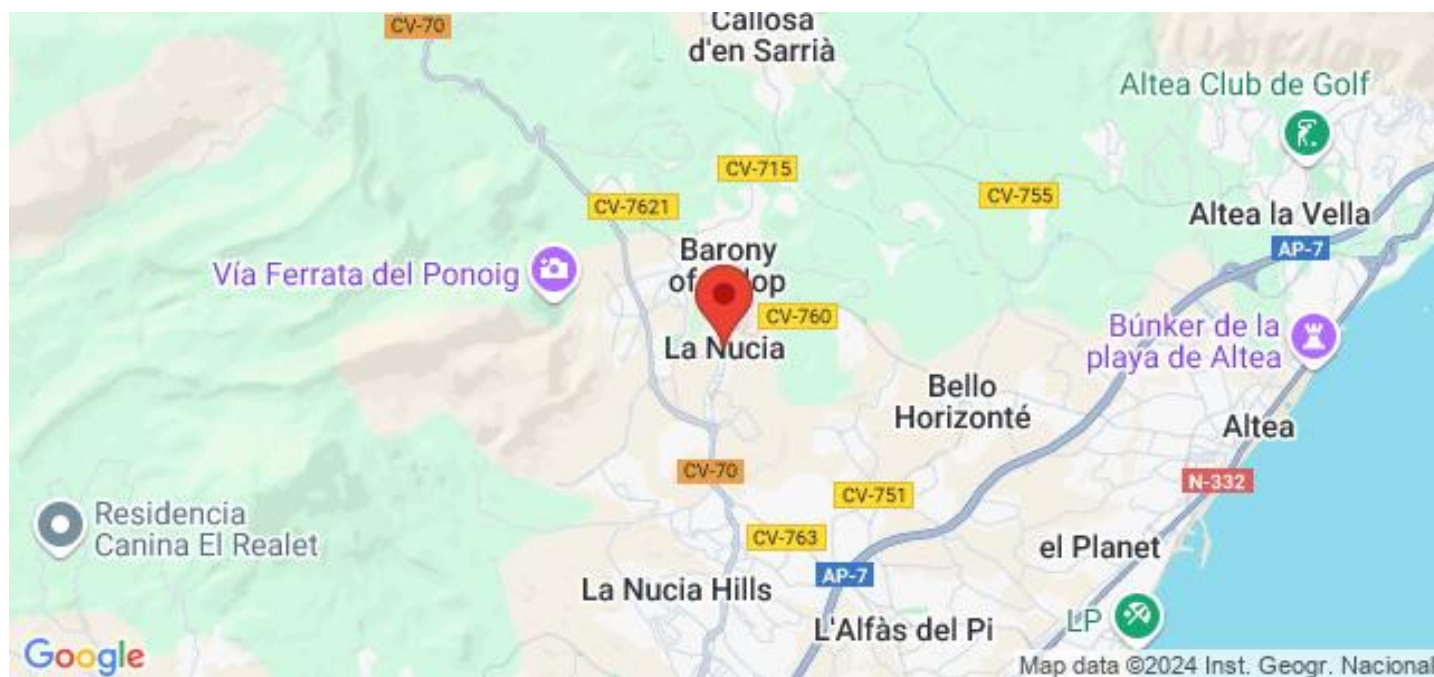 CV-70
Callosa
d'en Sarrià
Altea Club de Golf
CV-715
CV-755
CV-7621
Altea la Vella
AP-7
Barony
of
Vía Ferrata del Ponoig
CV-760
Búnker de la
playa de Altea
La Nucia
Bello
Horizonté
Altea
CV-70
N-332
CV-751
Residencia
Canina El Realet
CV-763
el Planet
AP-7
La Nucia Hills
L'Alfàs del Pi
LP
Google
Map data ©2024 Inst. Geogr. Nacional